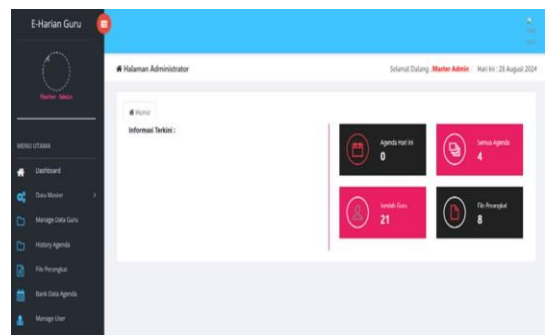 E-Harian Guru
Halaman Administrator
Selamat Datang , Master Admin
Hari Ini : 23 August 2024
Master Admin
Home
Informasi Terkini :
Agenda Hari Ini
0
Semua Agenda
4
Jumlah Guru
21
File Perangkat
8
MENU UTAMA
Dashboard
Data Master
Manage Data Guru
History Agenda
File Perangkat
Bank Data Agenda
Manage User